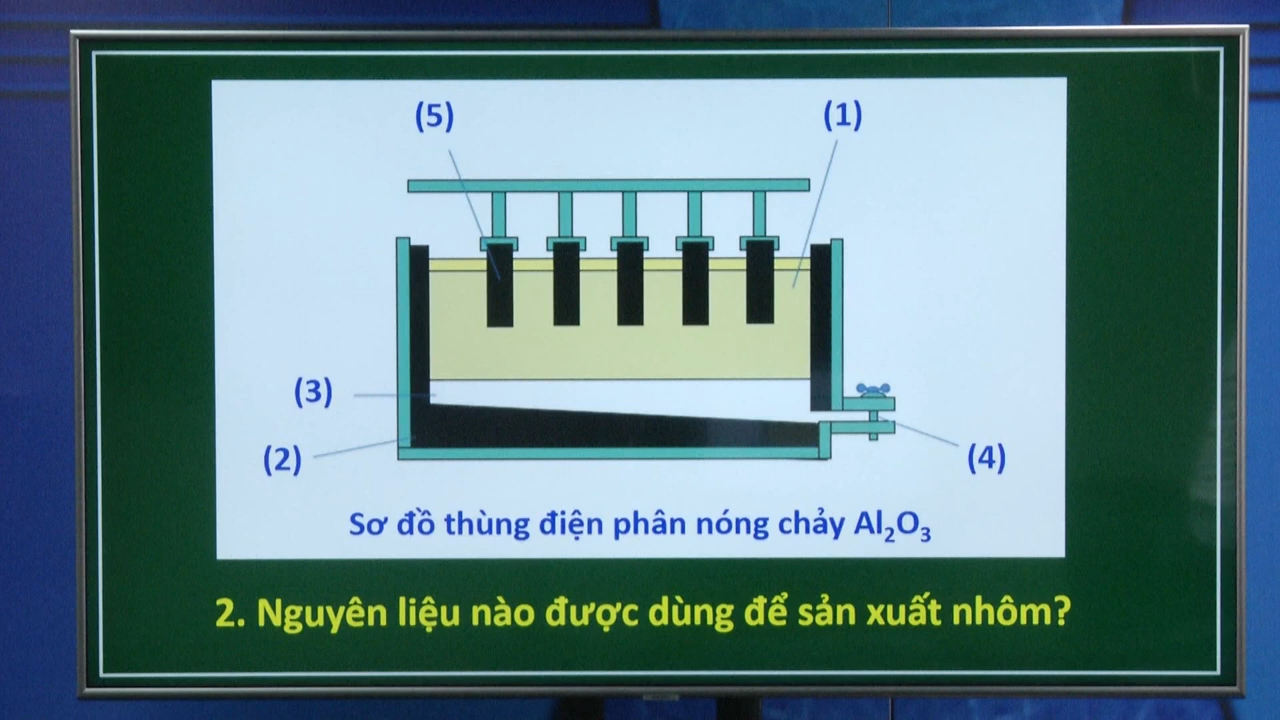 (5)
(1)
(3)
(2)
(4)
Sơ đồ thùng điện phân nóng chảy Al₂O₃
2. Nguyên liệu nào được dùng để sản xuất nhôm?